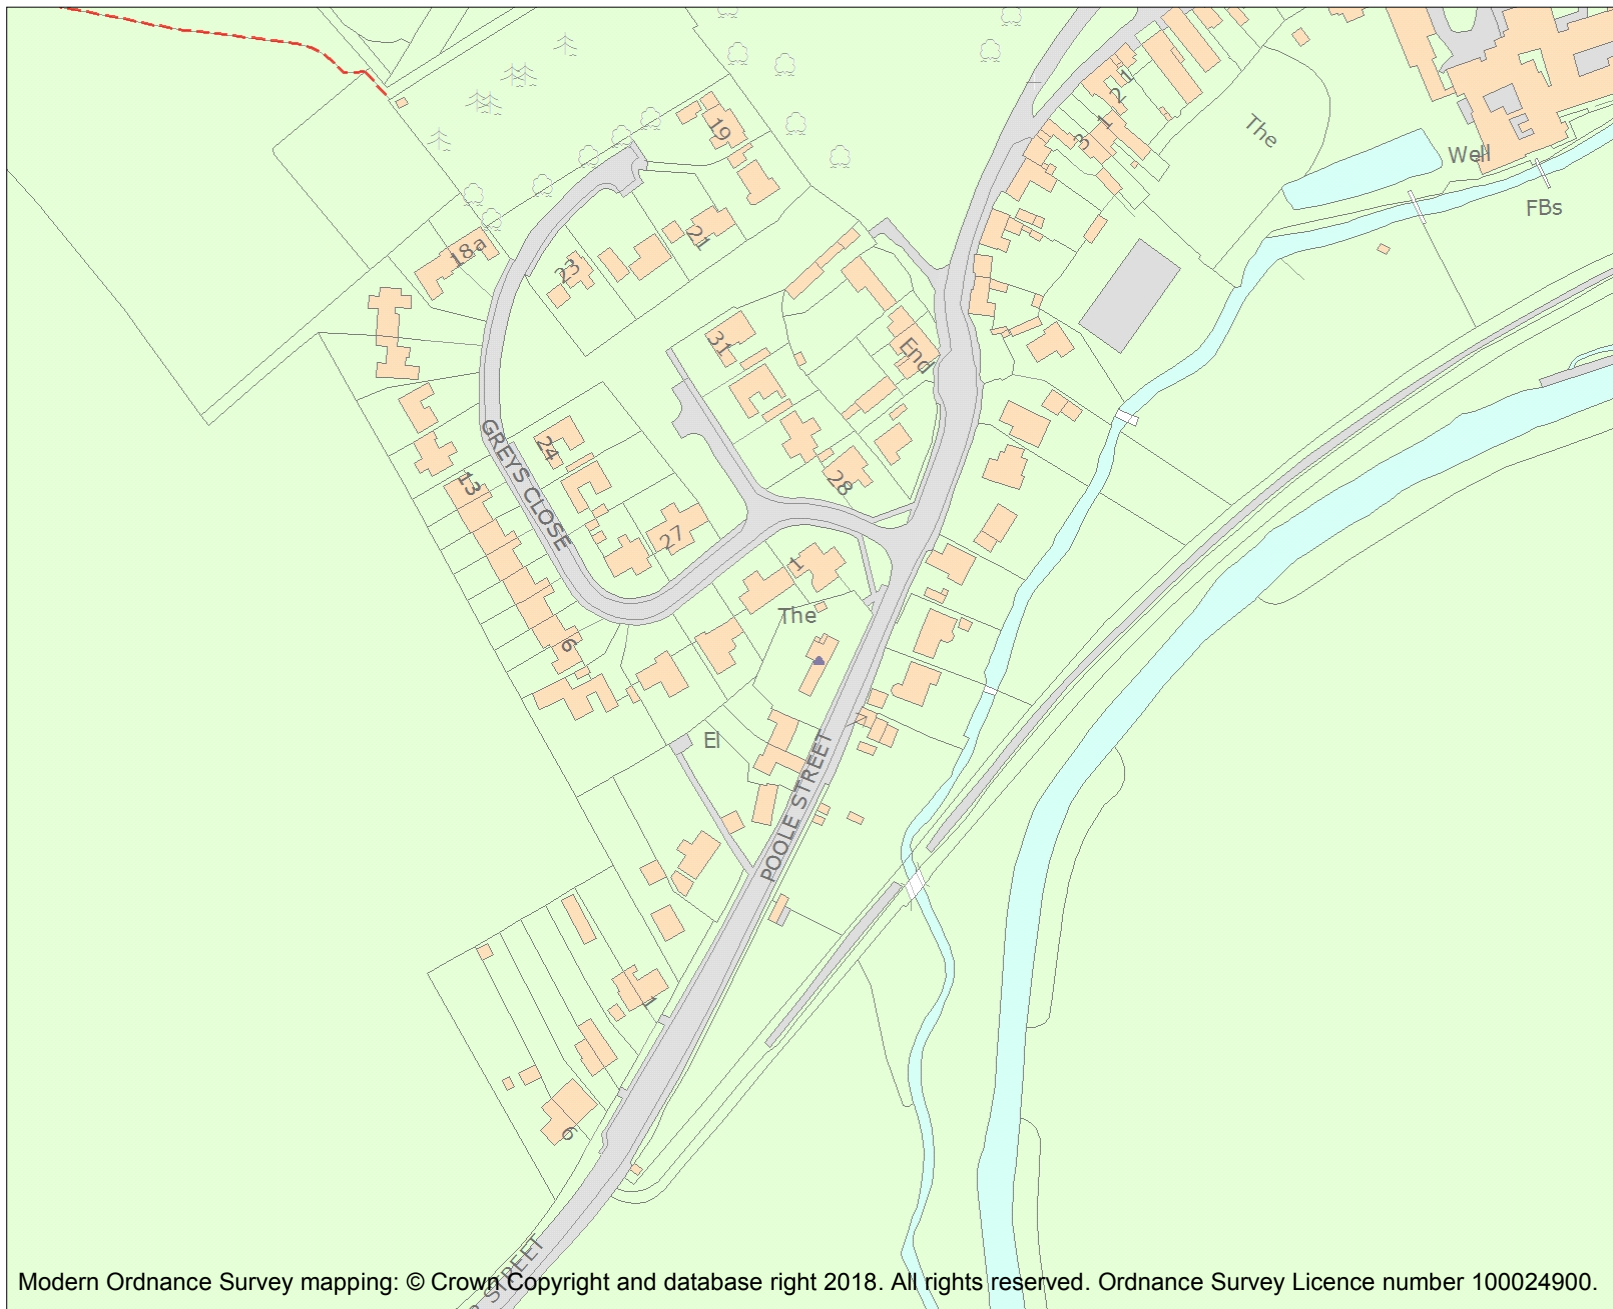 19
2 1
3 1
The
Well
FBs
18a
21
23
31
End
24
GREYS CLOSE
13
28
27
1
The
6
El
POOLE STREET
1
6
STREET
Modern Ordnance Survey mapping: © Crown Copyright and database right 2018. All rights reserved. Ordnance Survey Licence number 100024900.